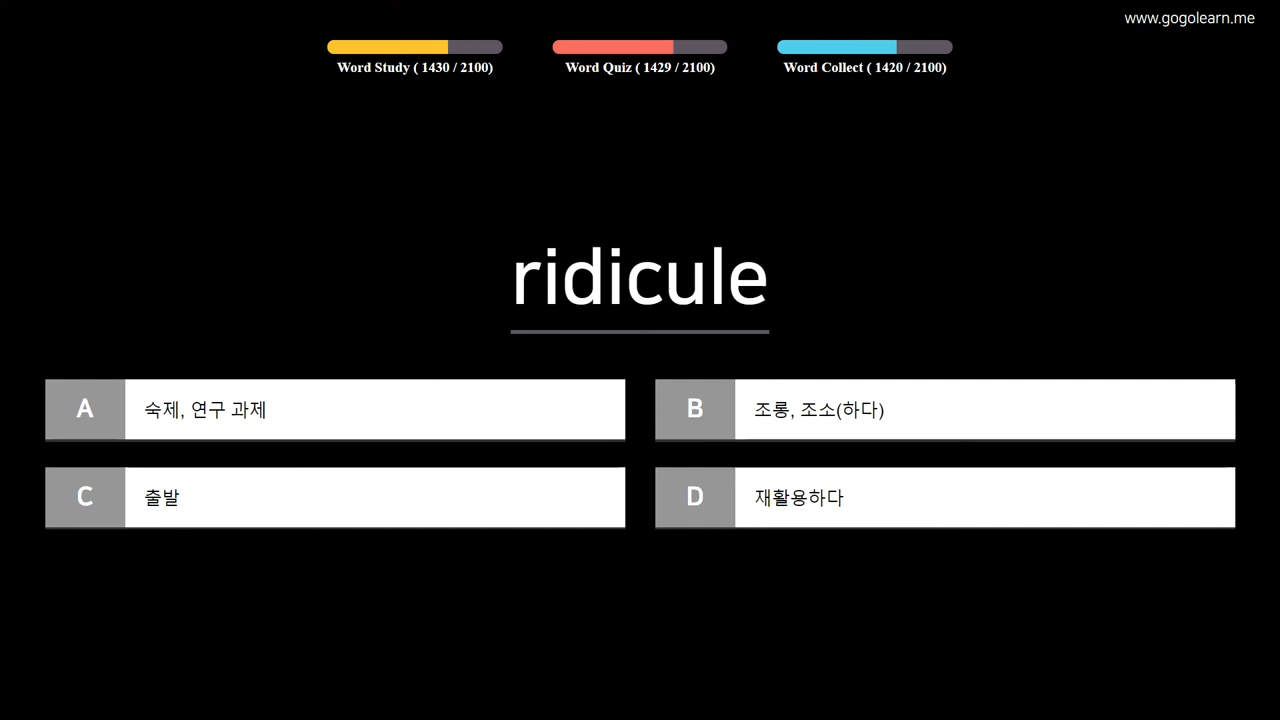 www.gogolearn.me
Word Study ( 1430 / 2100)
Word Quiz ( 1429 / 2100)
Word Collect ( 1420 / 2100)
ridicule
A 숙제, 연구 과제
B 조롱, 조소(하다)
C 출발
D 재활용하다